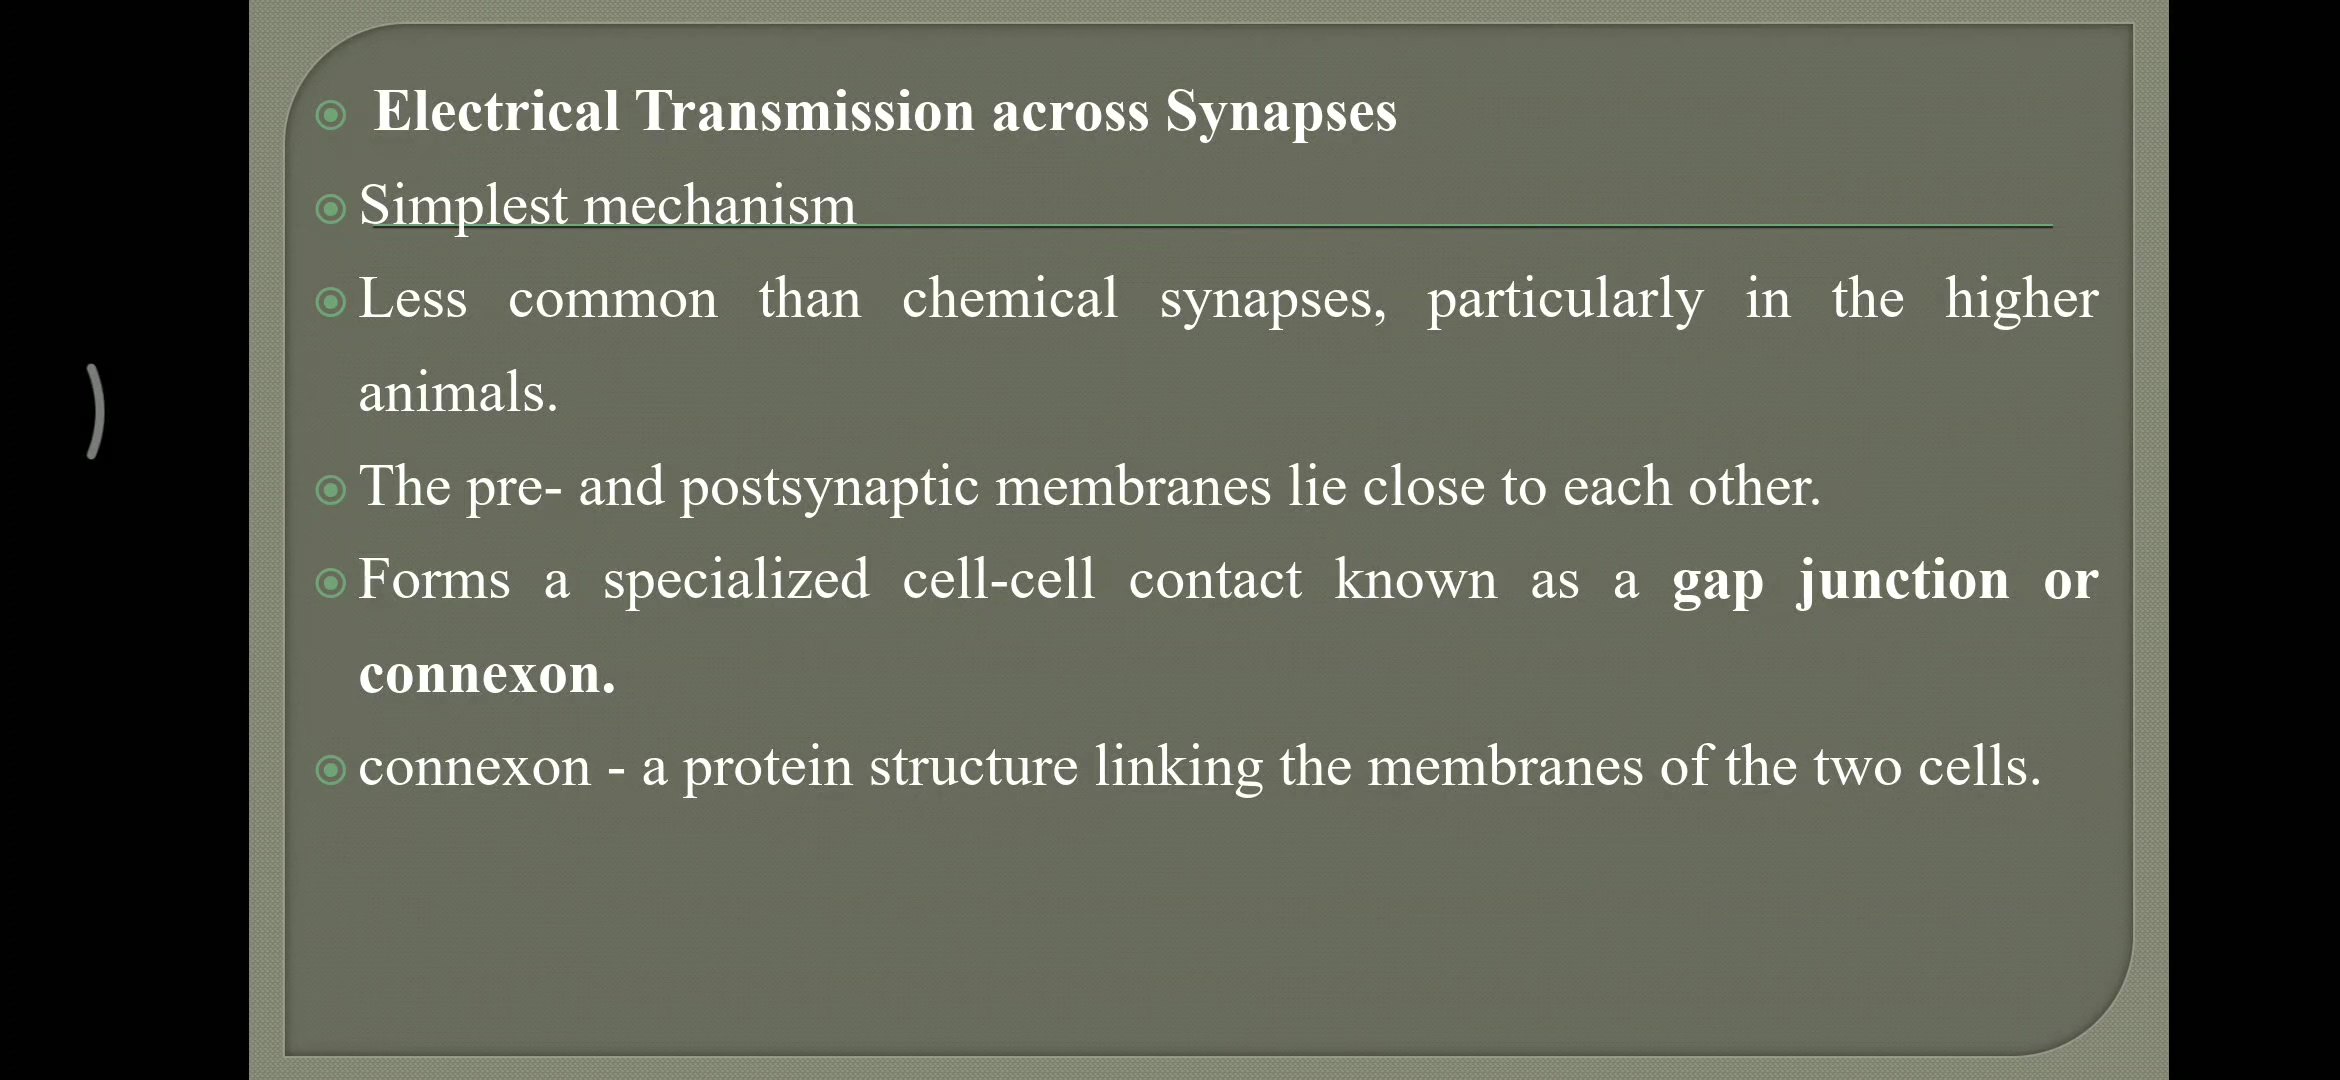 Electrical Transmission across Synapses
Simplest mechanism
Less common than chemical synapses, particularly in the higher
animals.
The pre- and postsynaptic membranes lie close to each other.
Forms a specialized cell-cell contact known as a gap junction or
connexon.
connexon - a protein structure linking the membranes of the two cells.